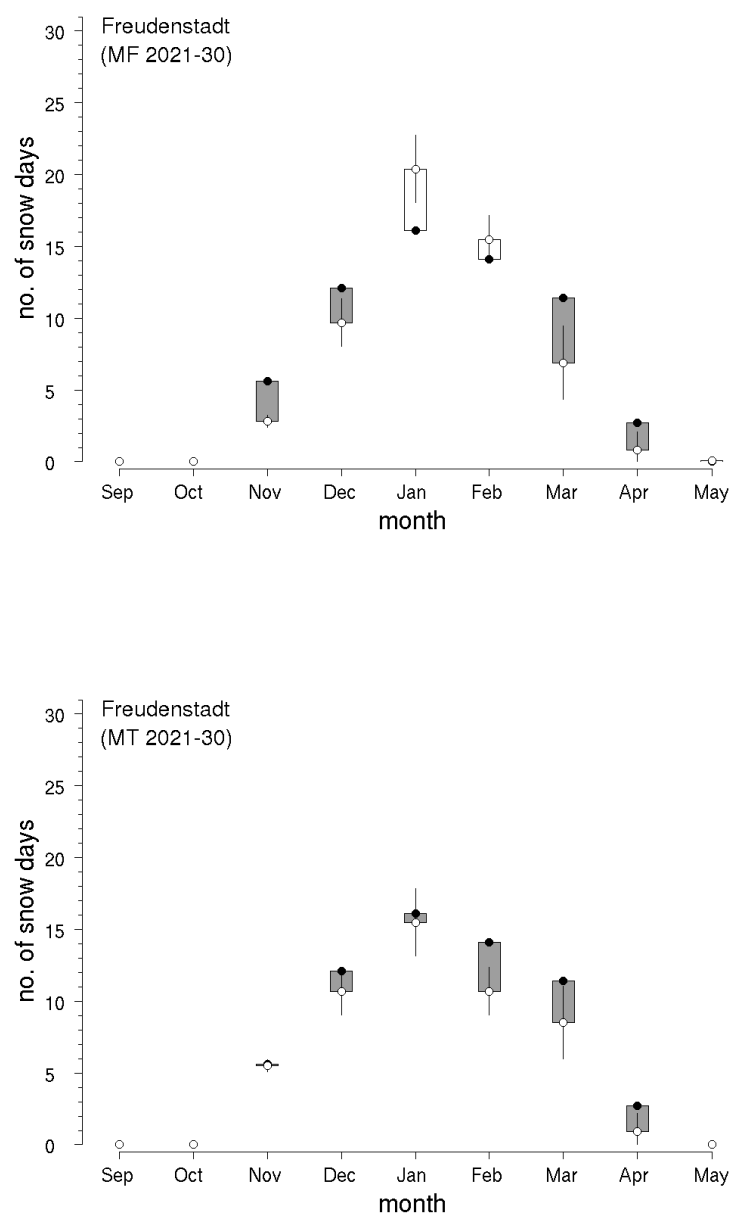 Freudenstadt
(MF 2021-30)
no. of snow days
30
25
20
15
10
5
0
Sep Oct Nov Dec Jan Feb Mar Apr May
month
Freudenstadt
(MT 2021-30)
no. of snow days
30
25
20
15
10
5
0
Sep Oct Nov Dec Jan Feb Mar Apr May
month